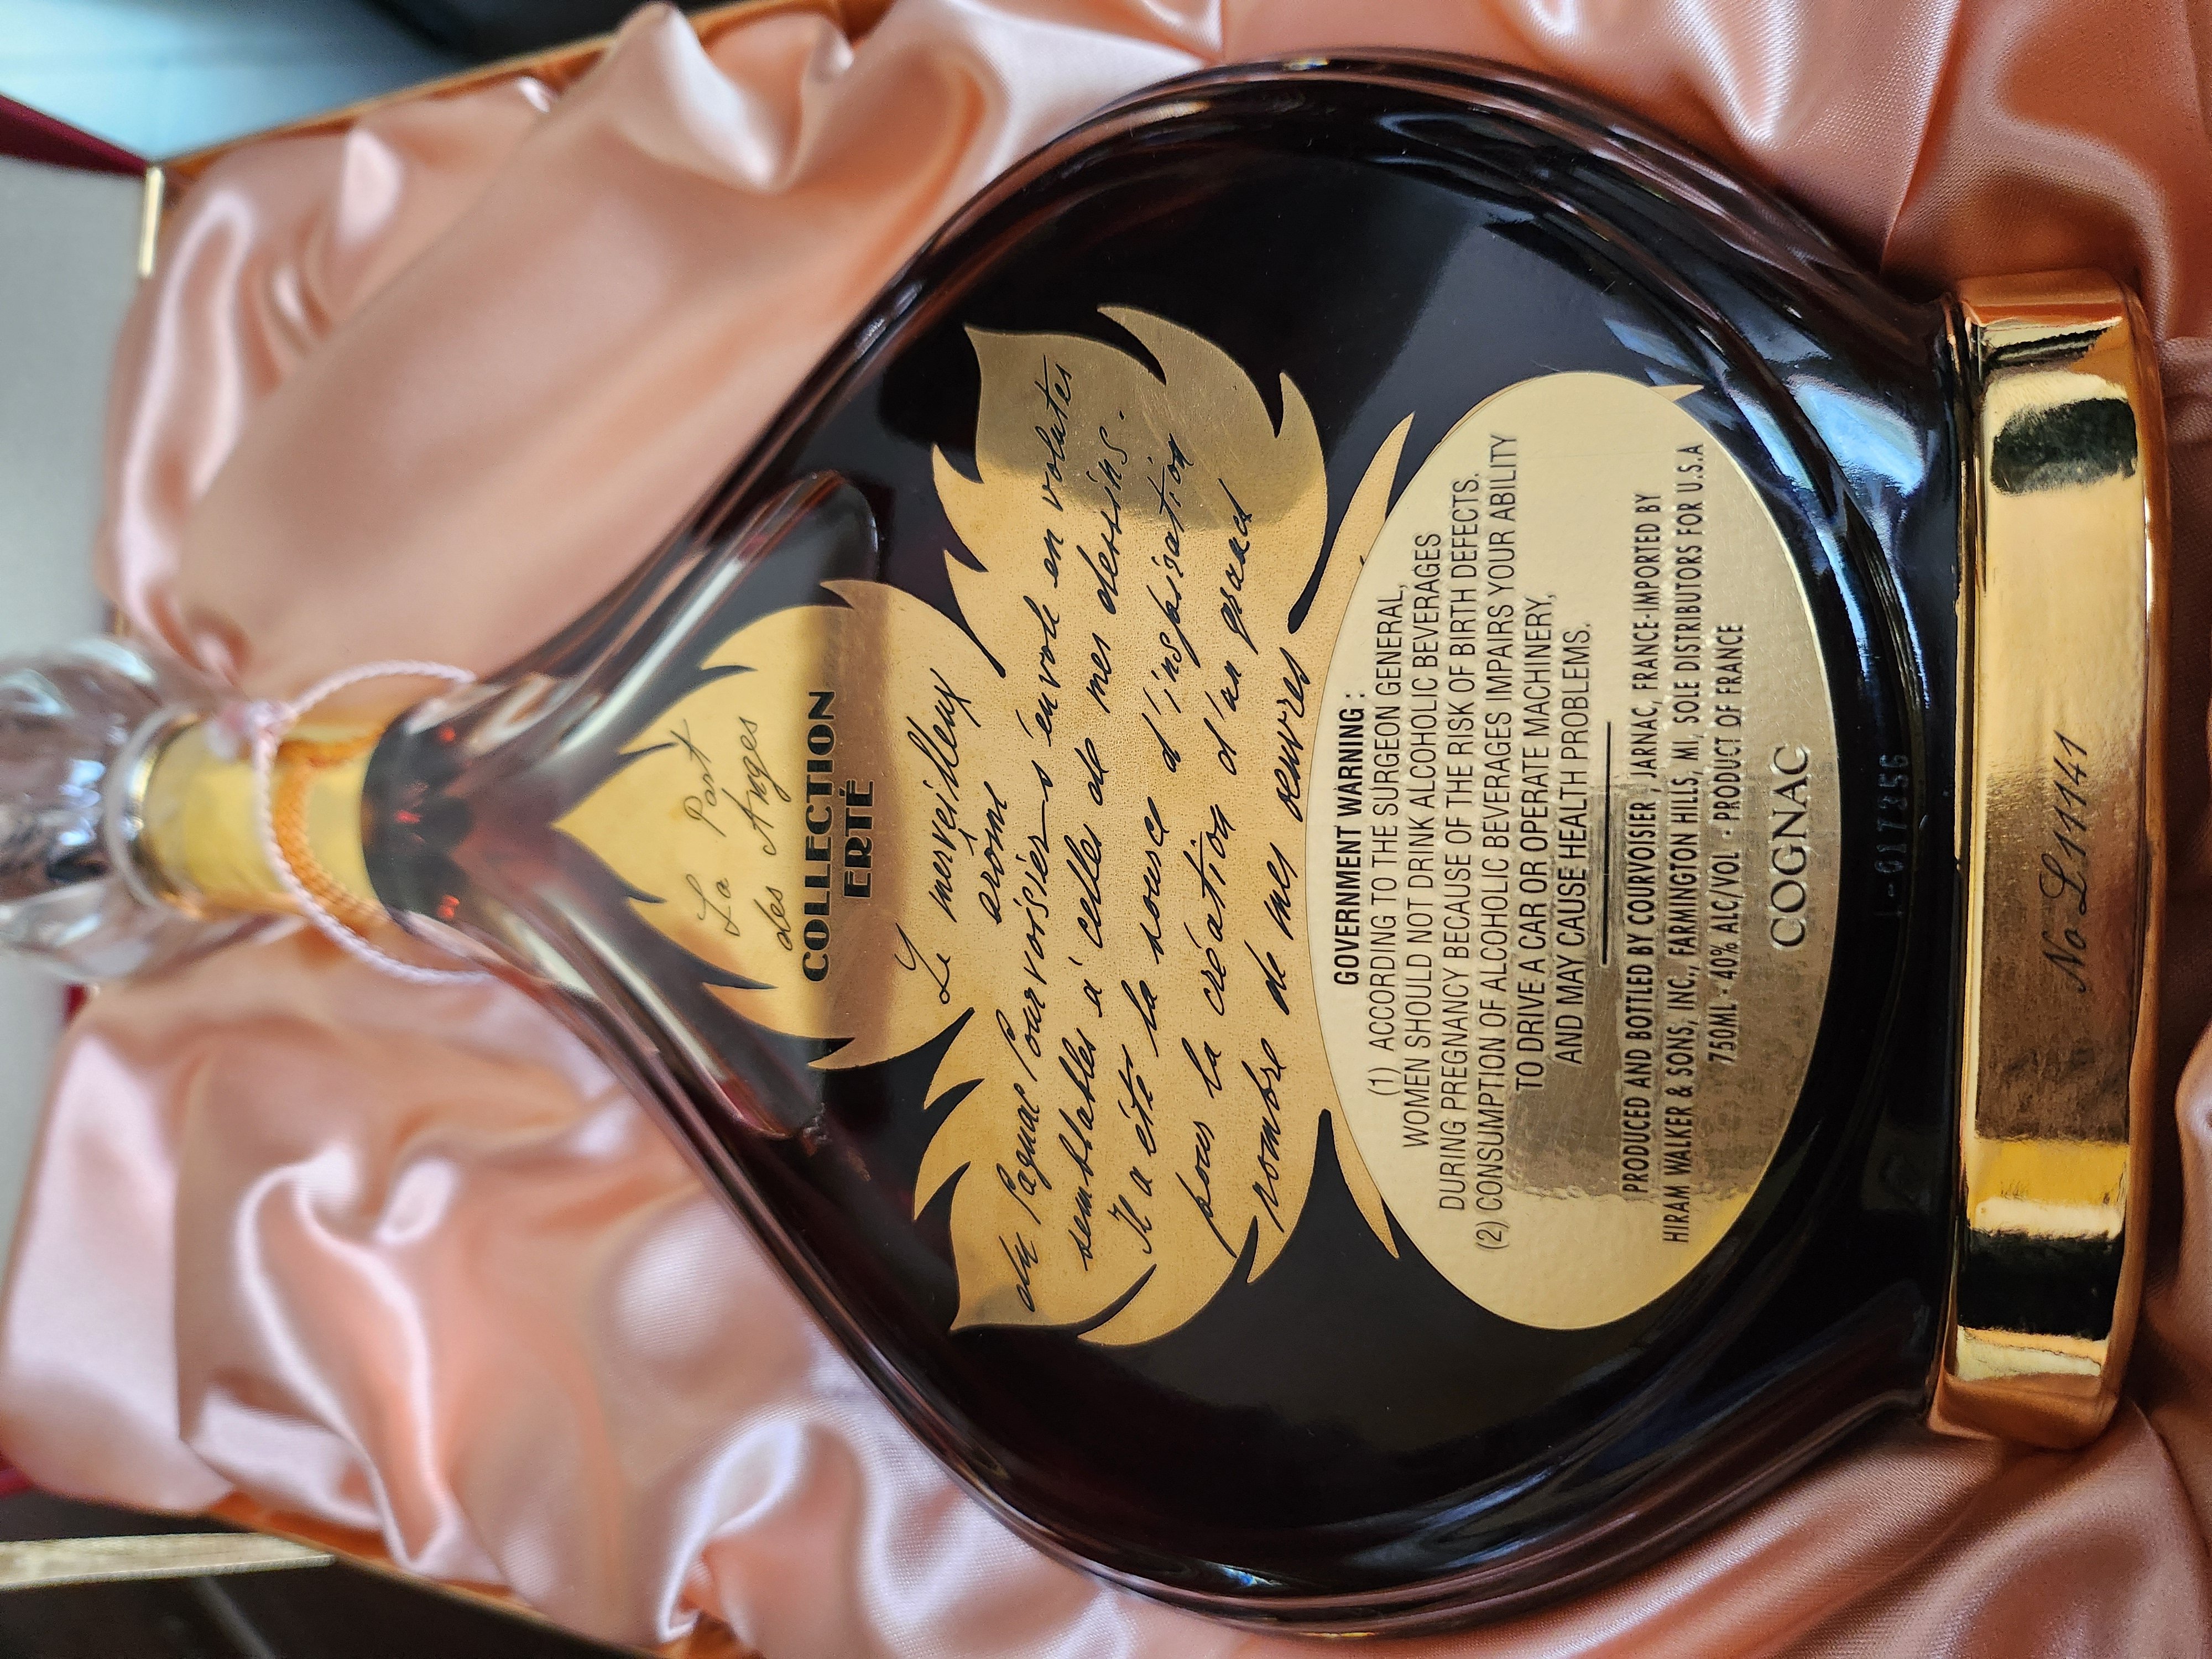 La Part
des Anges
COLLECTION
ERTÉ
Le merveilleux
arôme
du Cognac Courvoisier s'envole en volutes
semblables à celles de mes dessins.
Il a été la source d'inspiration
pour la création d'un grand
nombre de mes oeuvres
GOVERNMENT WARNING :
(1) ACCORDING TO THE SURGEON GENERAL,
WOMEN SHOULD NOT DRINK ALCOHOLIC BEVERAGES
DURING PREGNANCY BECAUSE OF THE RISK OF BIRTH DEFECTS.
(2) CONSUMPTION OF ALCOHOLIC BEVERAGES IMPAIRS YOUR ABILITY
TO DRIVE A CAR OR OPERATE MACHINERY,
AND MAY CAUSE HEALTH PROBLEMS.
PRODUCED AND BOTTLED BY COURVOISIER, JARNAC, FRANCE-IMPORTED BY
HIRAM WALKER & SONS, INC., FARMINGTON HILLS, MI, SOLE DISTRIBUTORS FOR U.S.A
750ML - 40% ALC/VOL - PRODUCT OF FRANCE
COGNAC
No L11141